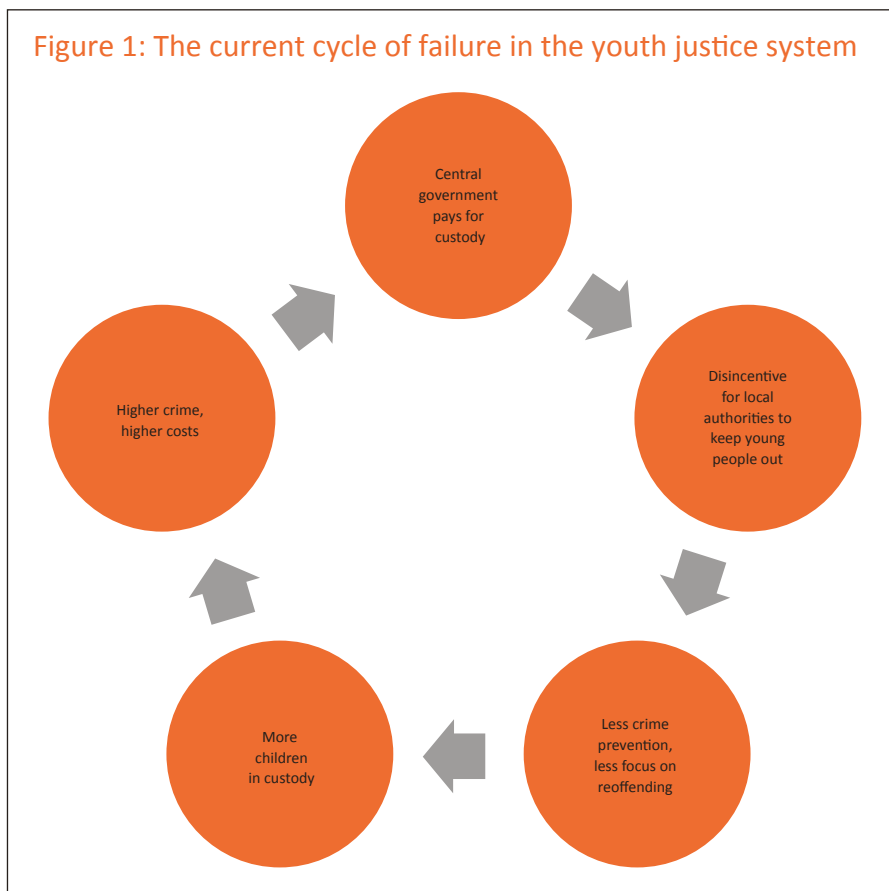 Figure 1: The current cycle of failure in the youth justice system
Central
government
pays for
custody
Disincentive
for local
authorities to
keep young
people out
Less crime
prevention,
less focus on
reoffending
More
children
in custody
Higher crime,
higher costs